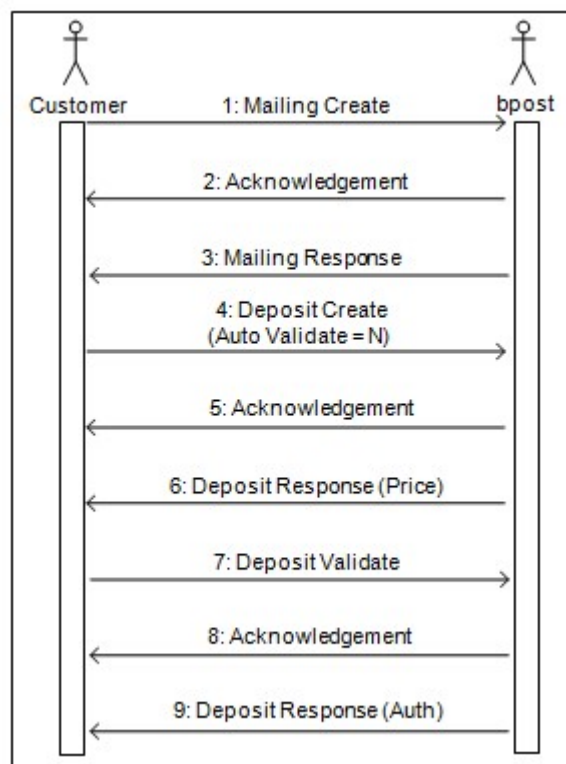 Customer
bpost
1: Mailing Create
2: Acknowledgement
3: Mailing Response
4: Deposit Create
(Auto Validate = N)
5: Acknowledgement
6: Deposit Response (Price)
7: Deposit Validate
8: Acknowledgement
9: Deposit Response (Auth)